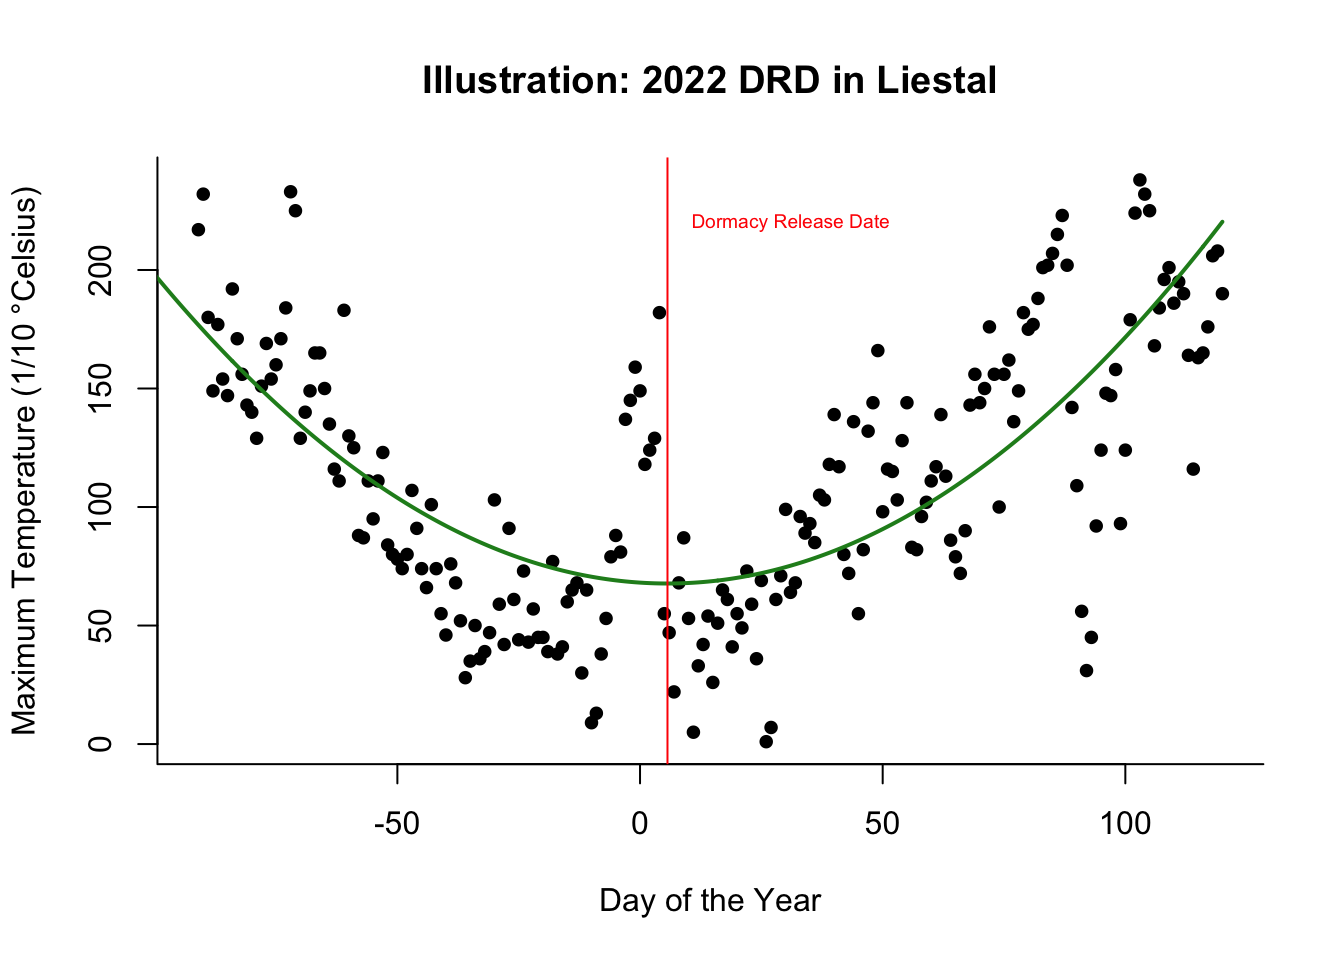 Illustration: 2022 DRD in Liestal
Maximum Temperature (1/10 °Celsius)
200
150
100
50
0
Dormacy Release Date
-50
0
50
100
Day of the Year